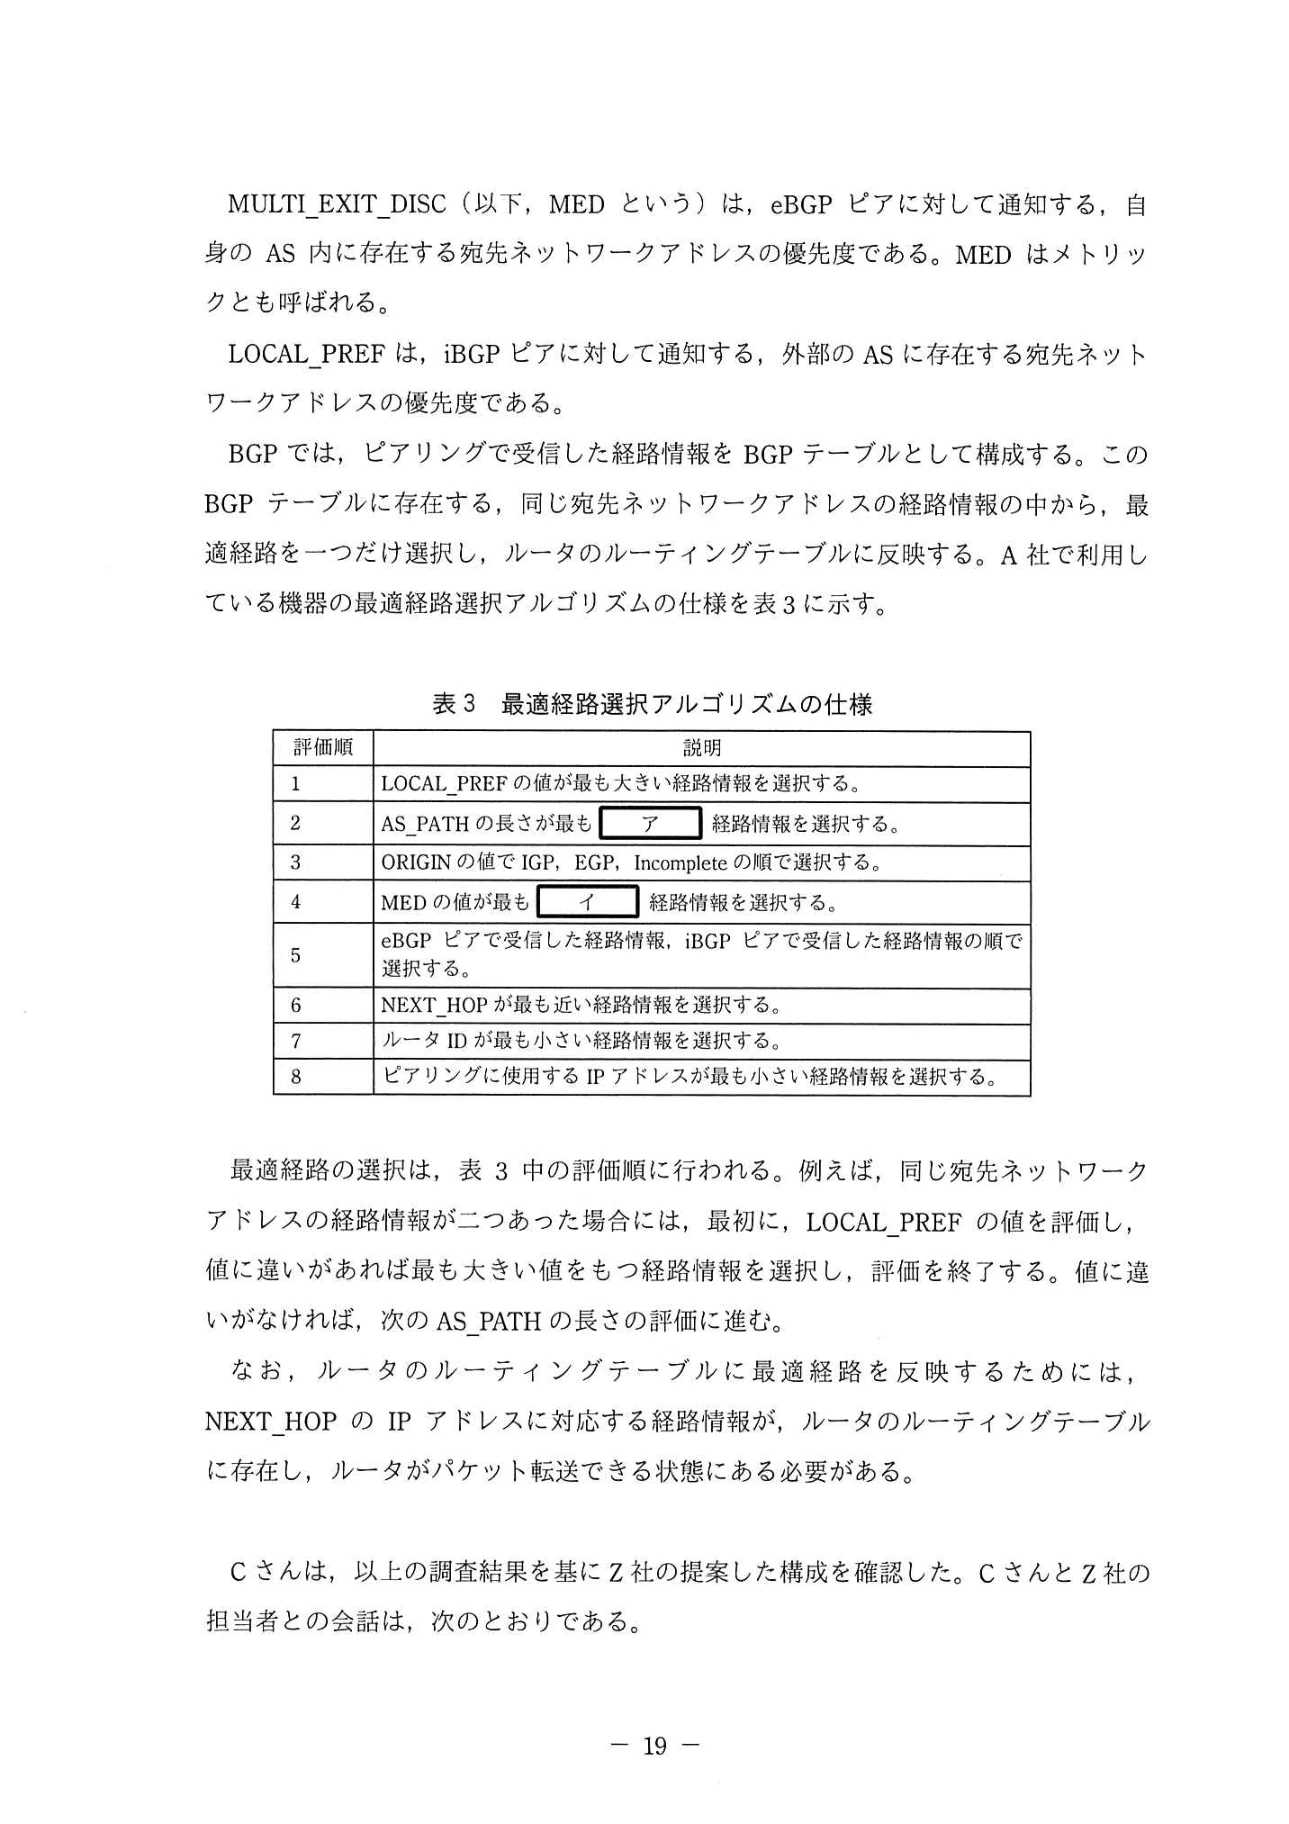 MULTI_EXIT_DISC（以下，MED という）は，eBGP ピアに対して通知する，自
身の AS 内に存在する宛先ネットワークアドレスの優先度である。MED はメトリッ
クとも呼ばれる。
LOCAL_PREF は，iBGP ピアに対して通知する，外部の AS に存在する宛先ネット
ワークアドレスの優先度である。
BGP では，ピアリングで受信した経路情報を BGP テーブルとして構成する。この
BGP テーブルに存在する，同じ宛先ネットワークアドレスの経路情報の中から，最
適経路を一つだけ選択し，ルータのルーティングテーブルに反映する。A 社で利用し
ている機器の最適経路選択アルゴリズムの仕様を表 3 に示す。
表 3 最適経路選択アルゴリズムの仕様
評価順 説明
1 LOCAL_PREF の値が最も大きい経路情報を選択する。
2 AS_PATH の長さが最も ア 経路情報を選択する。
3 ORIGIN の値で IGP，EGP，Incomplete の順で選択する。
4 MED の値が最も イ 経路情報を選択する。
5 eBGP ピアで受信した経路情報，iBGP ピアで受信した経路情報の順で
選択する。
6 NEXT_HOP が最も近い経路情報を選択する。
7 ルータ ID が最も小さい経路情報を選択する。
8 ピアリングに使用する IP アドレスが最も小さい経路情報を選択する。
最適経路の選択は，表 3 中の評価順に行われる。例えば，同じ宛先ネットワーク
アドレスの経路情報が二つあった場合には，最初に，LOCAL_PREF の値を評価し，
値に違いがあれば最も大きい値をもつ経路情報を選択し，評価を終了する。値に違
いがなければ，次の AS_PATH の長さの評価に進む。
なお，ルータのルーティングテーブルに最適経路を反映するためには，
NEXT_HOP の IP アドレスに対応する経路情報が，ルータのルーティングテーブル
に存在し，ルータがパケット転送できる状態にある必要がある。
C さんは，以上の調査結果を基に Z 社の提案した構成を確認した。C さんと Z 社の
担当者との会話は，次のとおりである。
－ 19 －